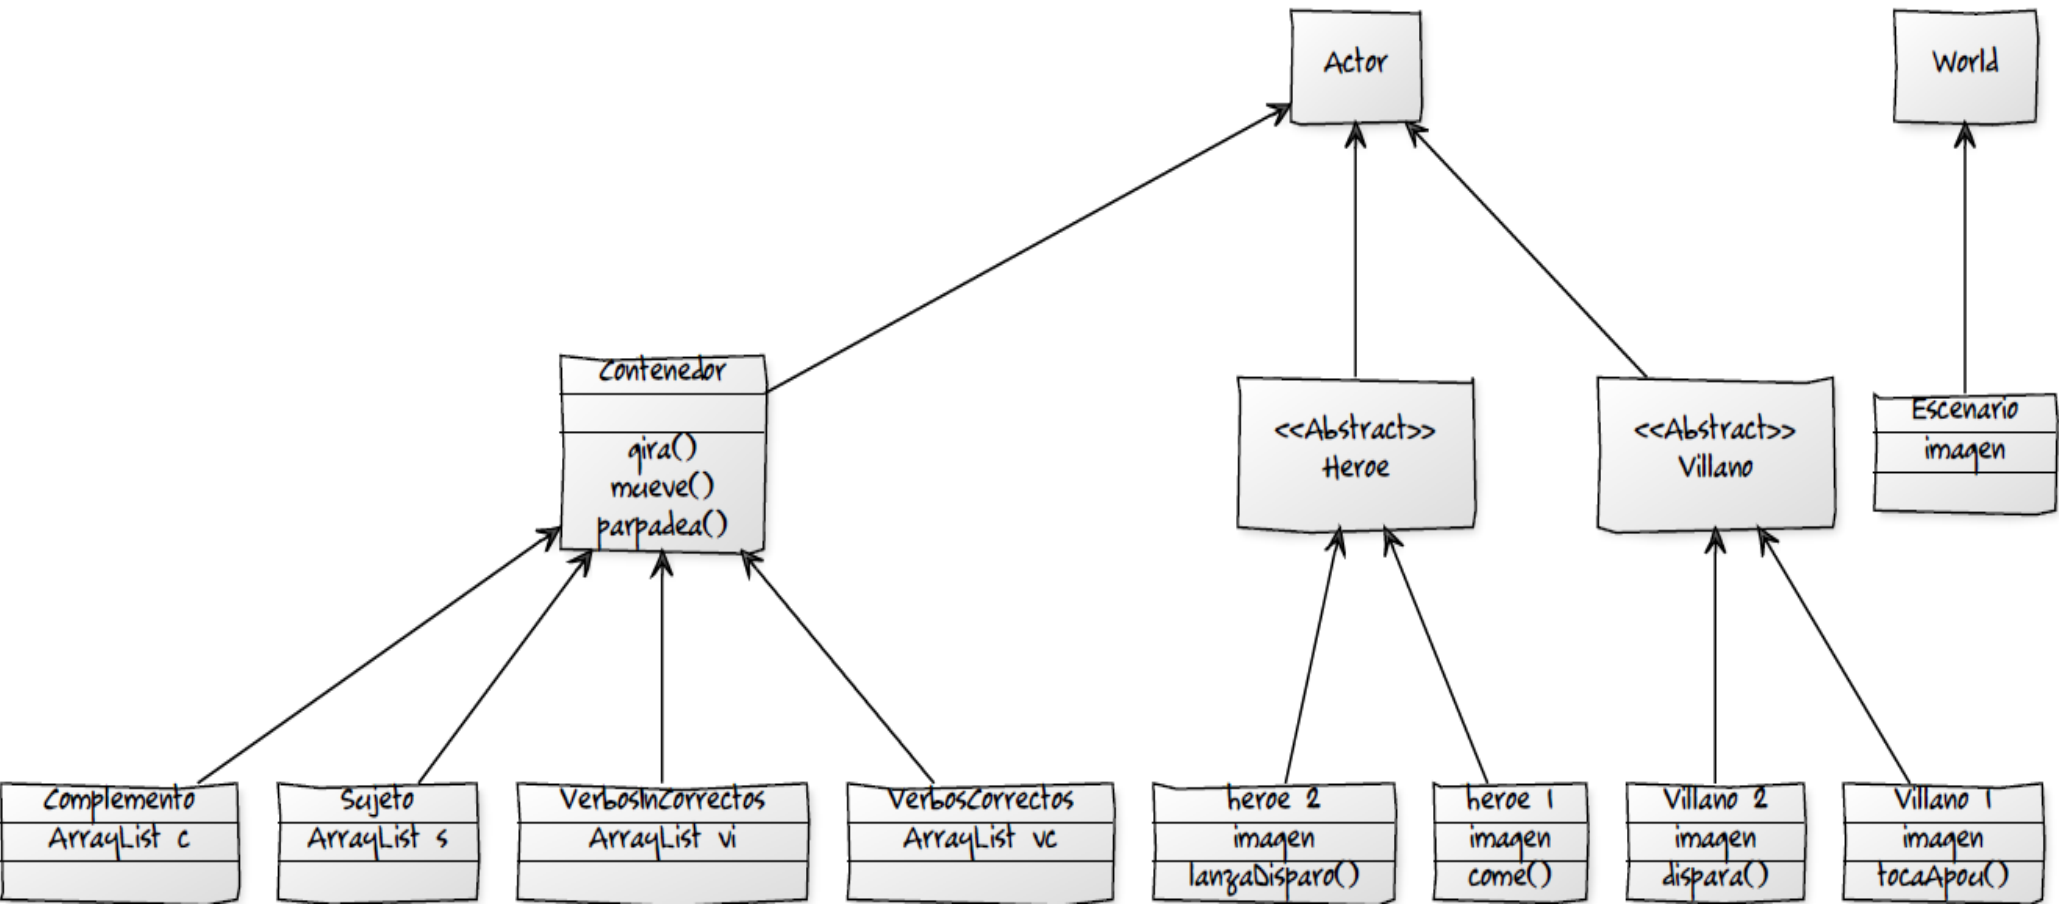 Actor
World
Contenedor
gira()
mueve()
parpadea()
<<Abstract>>
Heroe
<<Abstract>>
Villano
Escenario
imagen
Complemento
ArrayList c
Sujeto
ArrayList s
VerbosInCorrectos
ArrayList vi
VerbosCorrectos
ArrayList vc
heroe 2
imagen
lanzaDisparo()
heroe 1
imagen
come()
Villano 2
imagen
dispara()
Villano 1
imagen
tocaApou()